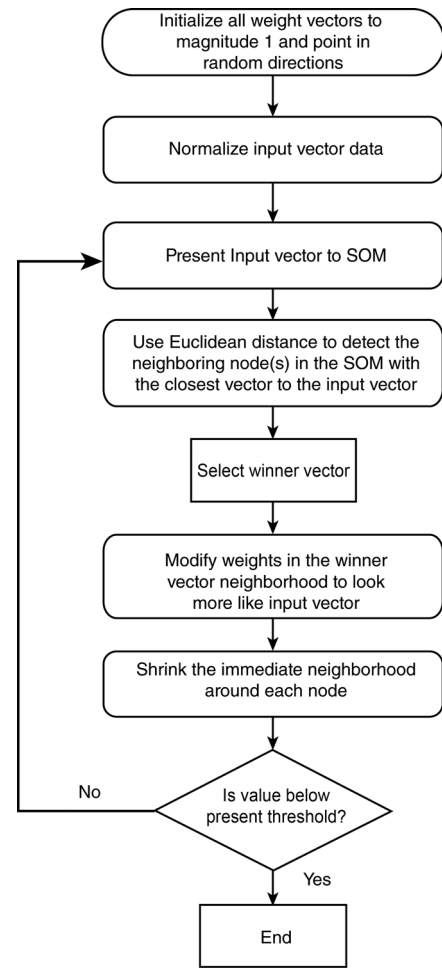 Initialize all weight vectors to
magnitude 1 and point in
random directions
Normalize input vector data
Present Input vector to SOM
Use Euclidean distance to detect the
neighboring node(s) in the SOM with
the closest vector to the input vector
Select winner vector
Modify weights in the winner
vector neighborhood to look
more like input vector
Shrink the immediate neighborhood
around each node
No
Is value below
present threshold?
Yes
End